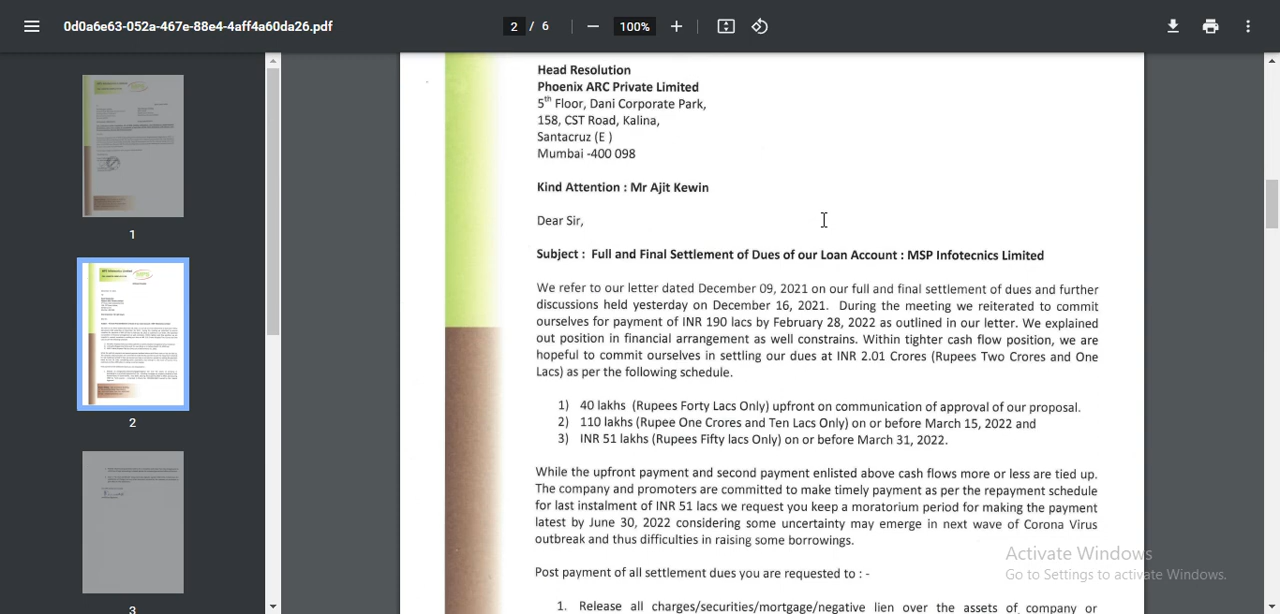 0d0a6e63-052a-467e-88e4-4aff4a60da26.pdf
2 / 6
100%
1
2
3
Head Resolution
Phoenix ARC Private Limited
5th Floor, Dani Corporate Park,
158, CST Road, Kalina,
Santacruz (E )
Mumbai -400 098
Kind Attention : Mr Ajit Kewin
Dear Sir,
Subject : Full and Final Settlement of Dues of our Loan Account : MSP Infotecnics Limited
We refer to our letter dated December 09, 2021 on our full and final settlement of dues and further
discussions held yesterday on December 16, 2021. During the meeting we reiterated to commit
ourselves for payment of INR 190 lacs by February 28, 2022 as outlined in our letter. We explained
out position in financial arrangement as well constrains. Within tighter cash flow position, we are
hopeful to commit ourselves in settling our dues at INR 2.01 Crores (Rupees Two Crores and One
Lacs) as per the following schedule.
1) 40 lakhs (Rupees Forty Lacs Only) upfront on communication of approval of our proposal.
2) 110 lakhs (Rupee One Crores and Ten Lacs Only) on or before March 15, 2022 and
3) INR 51 lakhs (Rupees Fifty lacs Only) on or before March 31, 2022.
While the upfront payment and second payment enlisted above cash flows more or less are tied up.
The company and promoters are committed to make timely payment as per the repayment schedule
for last instalment of INR 51 lacs we request you keep a moratorium period for making the payment
latest by June 30, 2022 considering some uncertainty may emerge in next wave of Corona Virus
outbreak and thus difficulties in raising some borrowings.
Post payment of all settlement dues you are requested to : -
1. Release all charges/securities/mortgage/negative lien over the assets of company or
Activate Windows
Go to Settings to activate Windows.